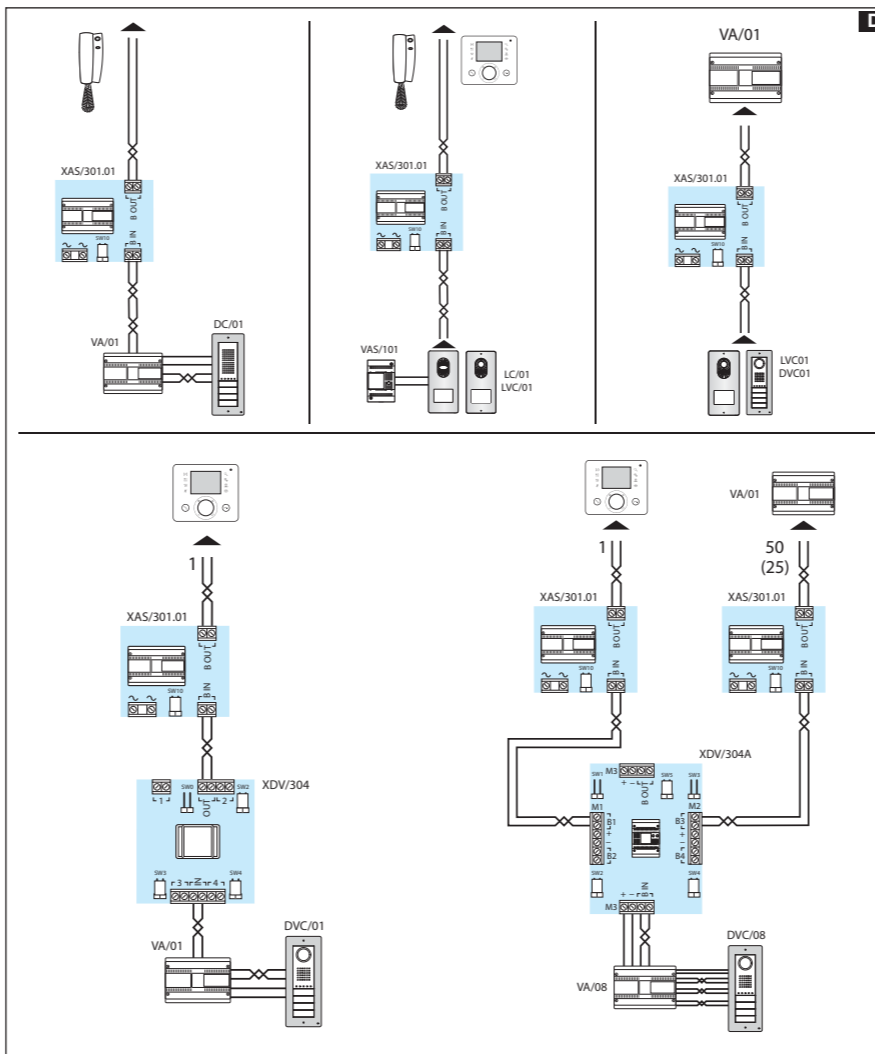 D
XAS/301.01
B OUT
B IN
SW10
~ ~
VA/01
DC/01
XAS/301.01
B OUT
B IN
SW10
~ ~
VAS/101
LC/01
LVC/01
VA/01
XAS/301.01
B OUT
B IN
SW10
~ ~
LVC01
DVC01
1
XAS/301.01
B OUT
B IN
SW10
~ ~
XDV/304
1
SW0
OUT
2
SW2
SW3
3
IN
4
SW4
VA/01
DVC/01
1
XAS/301.01
B OUT
B IN
SW10
~ ~
VA/01
50
(25)
XAS/301.01
B OUT
B IN
SW10
~ ~
XDV/304A
SW1
M3
+ -
B OUT
SW5
SW3
M1
B1
+
-
B2
M2
B3
+
-
B4
SW2
SW4
+ -
B IN
M3
VA/08
DVC/08